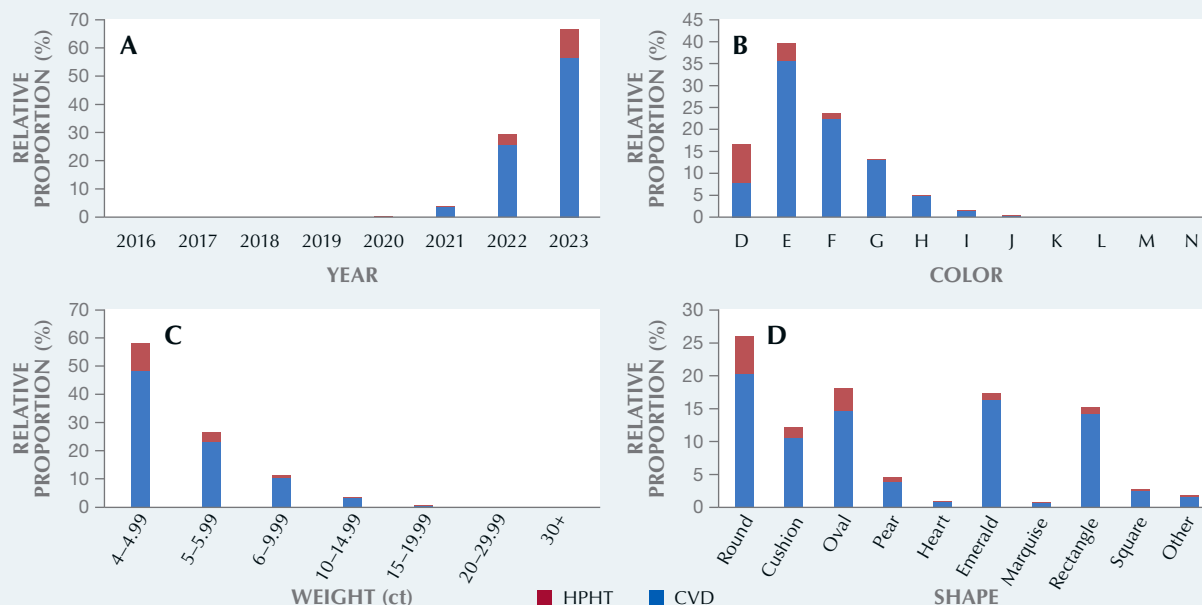 A
RELATIVE
PROPORTION (%)
70
60
50
40
30
20
10
0
2016 2017 2018 2019 2020 2021 2022 2023
YEAR
B
RELATIVE
PROPORTION (%)
45
40
35
30
25
20
15
10
5
0
D E F G H I J K L M N
COLOR
C
RELATIVE
PROPORTION (%)
70
60
50
40
30
20
10
0
4–4.99 5–5.99 6–9.99 10–14.99 15–19.99 20–29.99 30+
WEIGHT (ct)
D
RELATIVE
PROPORTION (%)
30
25
20
15
10
5
0
Round Cushion Oval Pear Heart Emerald Marquise Rectangle Square Other
SHAPE
HPHT CVD